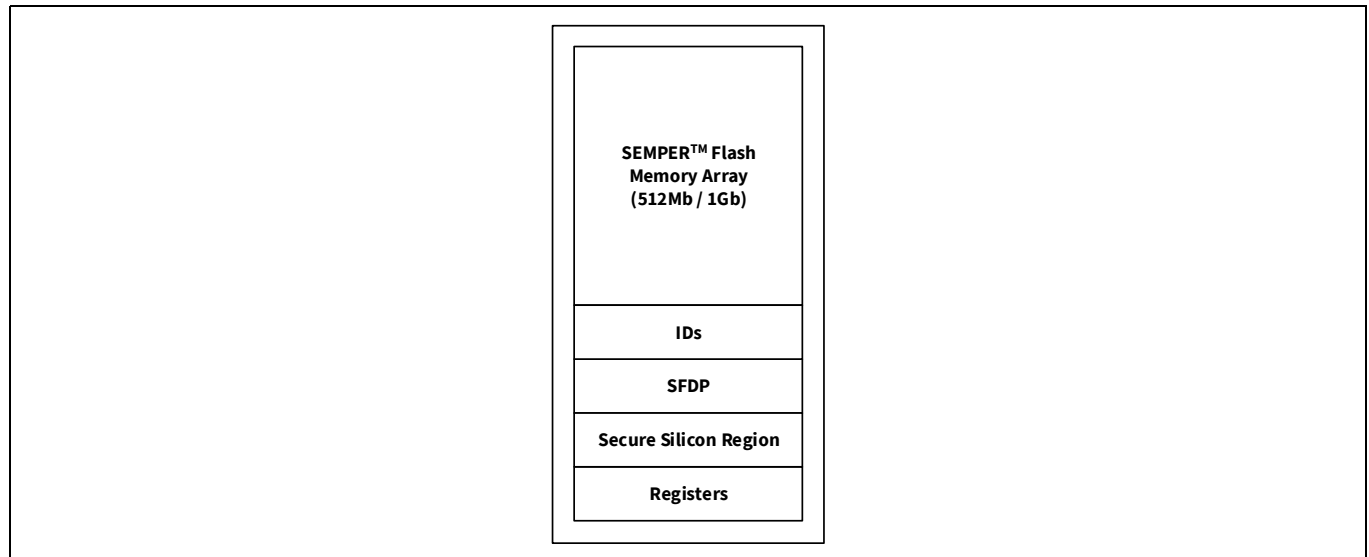 SEMPER™ Flash
Memory Array
(512Mb / 1Gb)
IDs
SFDP
Secure Silicon Region
Registers